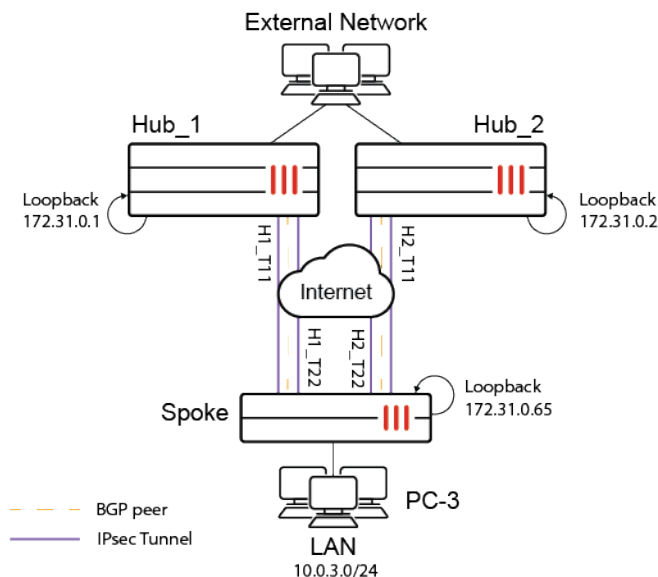 External Network
Hub_1
Hub_2
Loopback
172.31.0.1
Loopback
172.31.0.2
H1_T11
H2_T11
Internet
H1_T22
H2_T22
Loopback
172.31.0.65
Spoke
PC-3
BGP peer
IPsec Tunnel
LAN
10.0.3.0/24